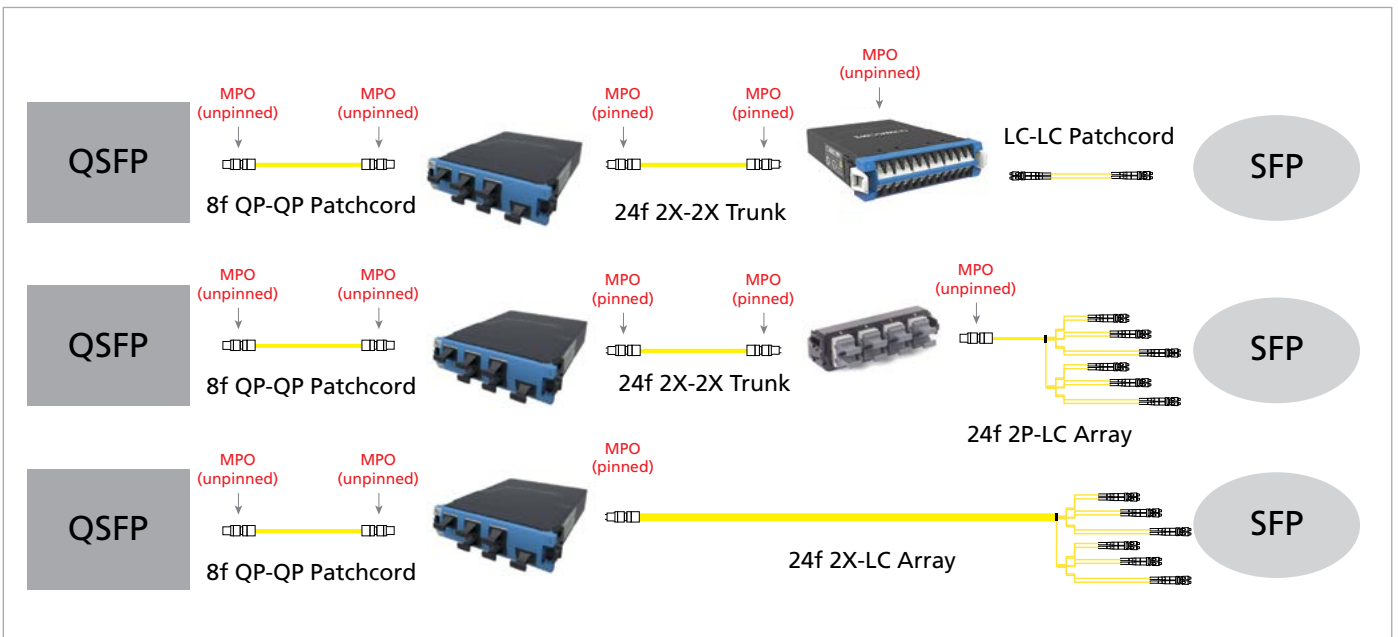 MPO
(unpinned)
MPO
(unpinned)
MPO
(pinned)
MPO
(pinned)
MPO
(unpinned)
QSFP
8f QP-QP Patchcord
24f 2X-2X Trunk
LC-LC Patchcord
SFP
MPO
(unpinned)
MPO
(unpinned)
MPO
(pinned)
MPO
(pinned)
MPO
(unpinned)
QSFP
8f QP-QP Patchcord
24f 2X-2X Trunk
24f 2P-LC Array
SFP
MPO
(unpinned)
MPO
(unpinned)
MPO
(pinned)
QSFP
8f QP-QP Patchcord
24f 2X-LC Array
SFP